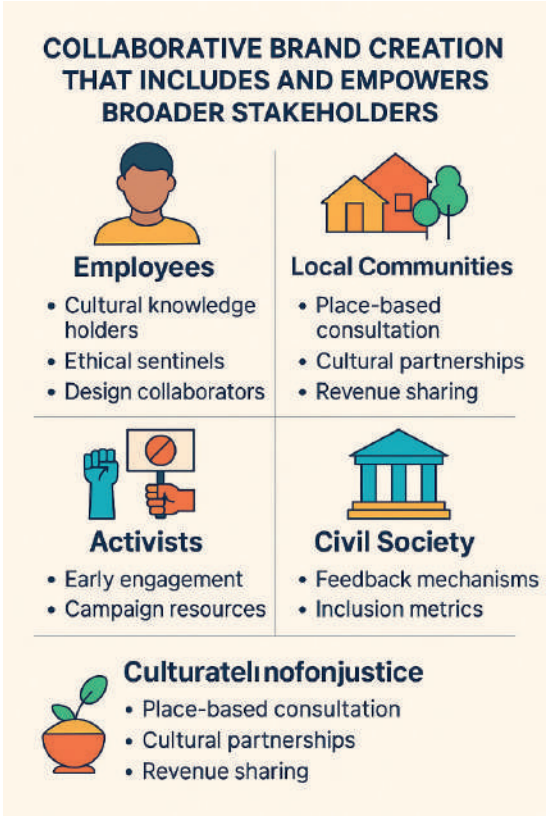 COLLABORATIVE BRAND CREATION
THAT INCLUDES AND EMPOWERS
BROADER STAKEHOLDERS
Employees
• Cultural knowledge
holders
• Ethical sentinels
• Design collaborators
Local Communities
• Place-based
consultation
• Cultural partnerships
• Revenue sharing
Activists
• Early engagement
• Campaign resources
Civil Society
• Feedback mechanisms
• Inclusion metrics
• Place-based consultation
• Cultural partnerships
• Revenue sharing